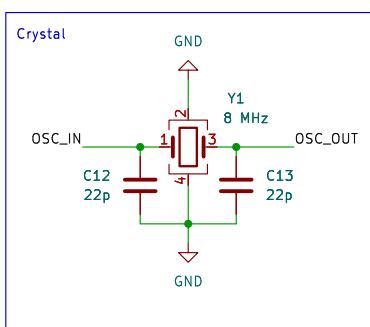 Crystal
GND
Y1
8 MHz
2
OSC_IN
1
3
OSC_OUT
C12
22p
4
C13
22p
GND